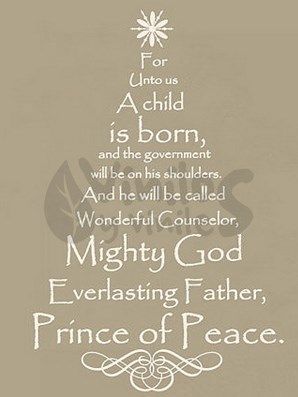 For
Unto us
A child
is born,
and the government
will be on his shoulders.
And he will be called
Wonderful Counselor,
Mighty God
Everlasting Father,
Prince of Peace.